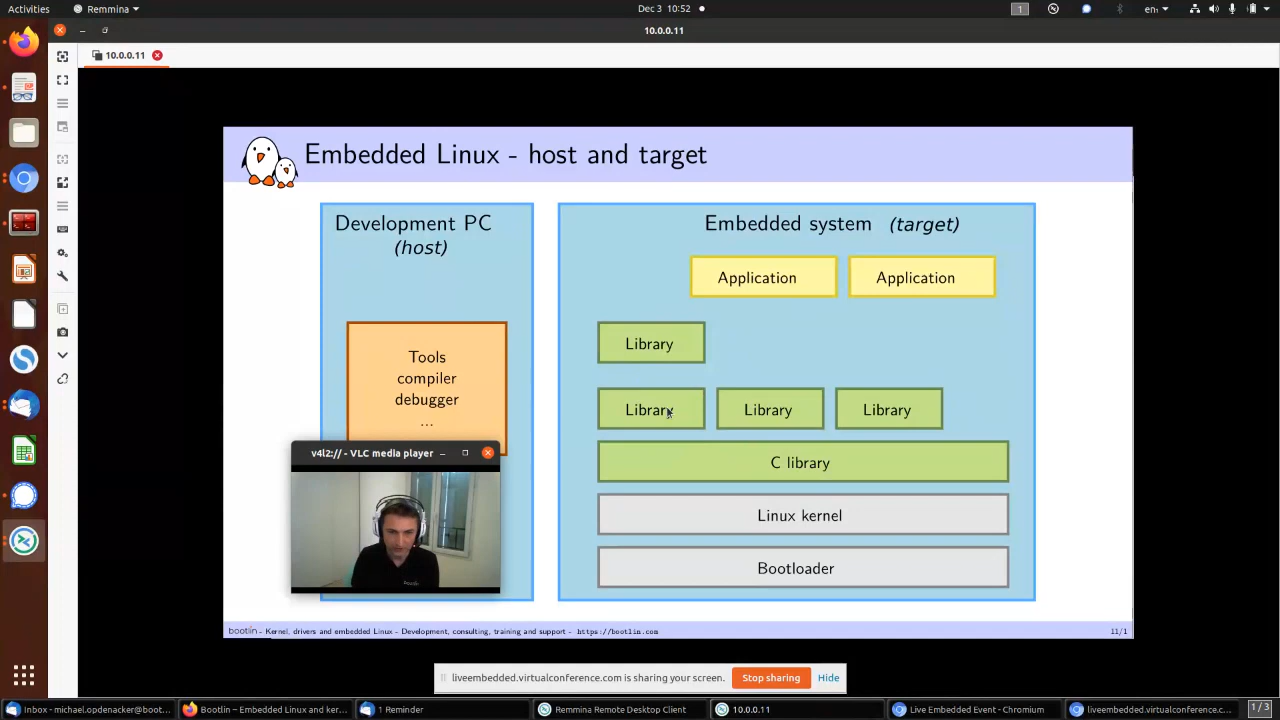 Activities
Remmina
Dec 3 10:52
1
en
10.0.0.11
10.0.0.11
Embedded Linux - host and target
Development PC
(host)
Embedded system (target)
Application
Application
Library
Tools
compiler
debugger
...
Library
Library
Library
C library
Linux kernel
Bootloader
v4l2:// - VLC media player
bootlin
bootlin - Kernel, drivers and embedded Linux - Development, consulting, training and support - https://bootlin.com
11/1
liveembedded.virtualconference.com is sharing your screen.
Stop sharing
Hide
Inbox - michael.opdenacker@boot...
Bootlin – Embedded Linux and ker...
1 Reminder
Remmina Remote Desktop Client
10.0.0.11
Live Embedded Event - Chromium
liveembedded.virtualconference.c...
1 / 3